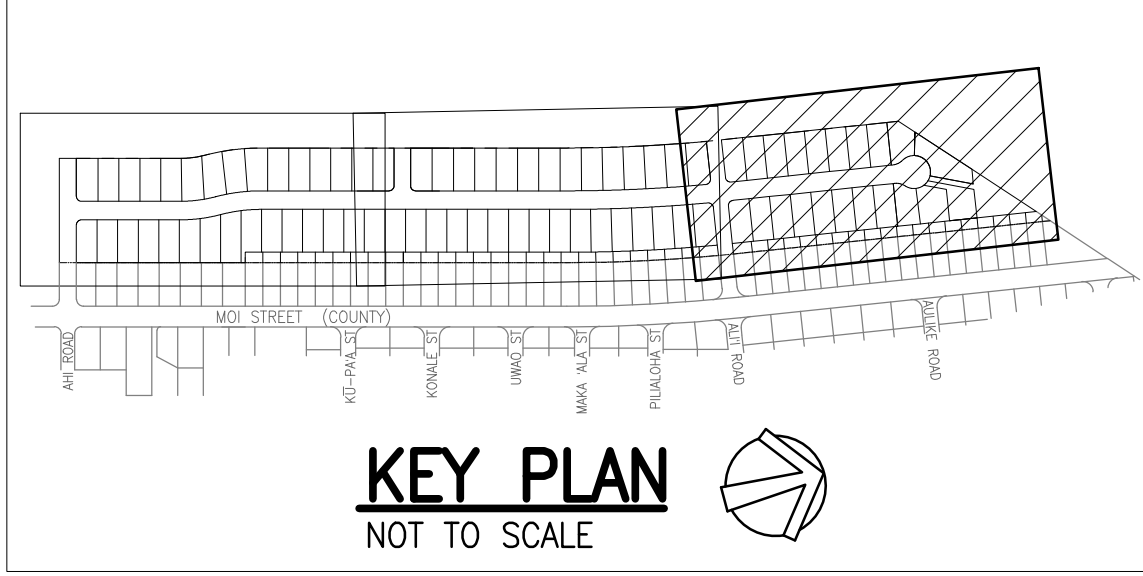 MOI STREET (COUNTY)
AHI ROAD
KŪ-PA'A ST
KONALE ST
UWAO ST
MAKA 'ALA ST
PILIALOHA ST
ALI'I ROAD
AULIKE ROAD
KEY PLAN
NOT TO SCALE